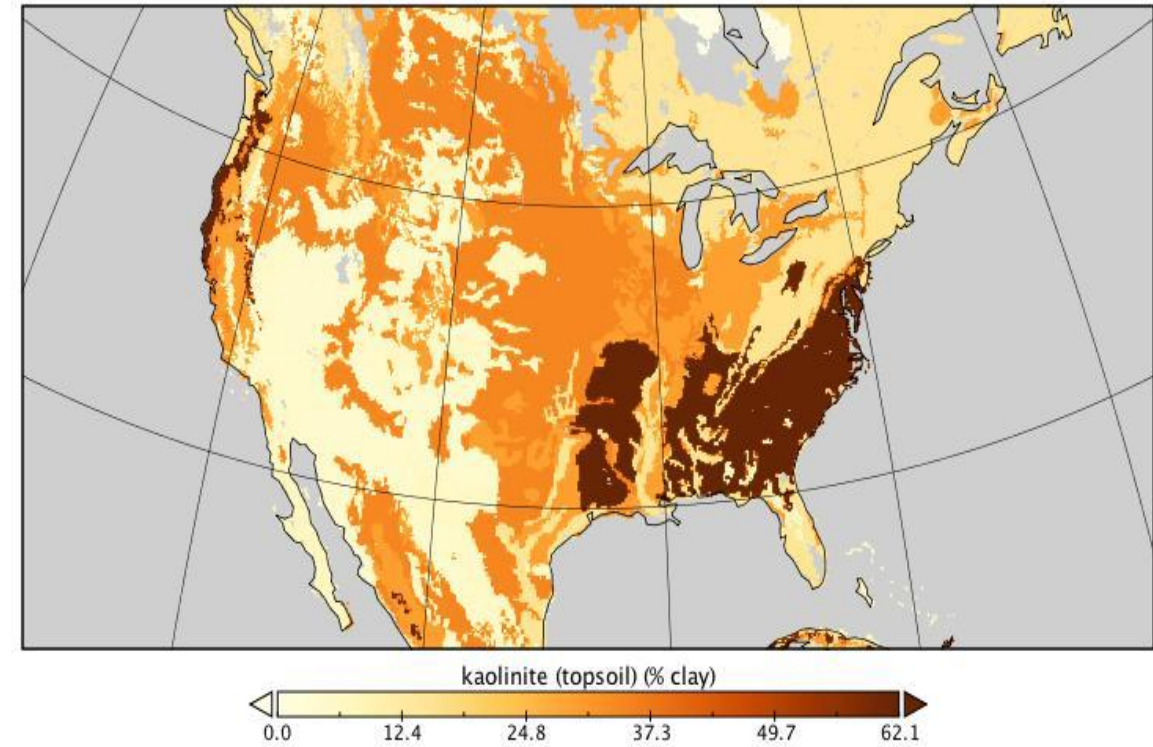 kaolinite (topsoil) (% clay)
0.0 12.4 24.8 37.3 49.7 62.1